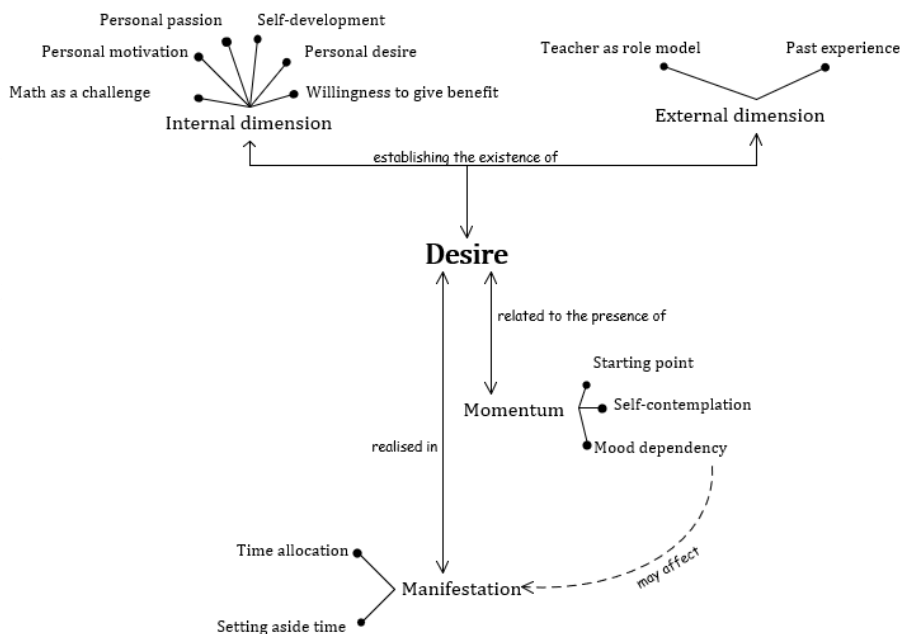 Personal passion
Self-development
Personal motivation
Personal desire
Math as a challenge
Willingness to give benefit
Internal dimension
Teacher as role model
Past experience
External dimension
establishing the existence of
Desire
related to the presence of
Starting point
Momentum
Self-contemplation
Mood dependency
realised in
may affect
Time allocation
Manifestation
Setting aside time